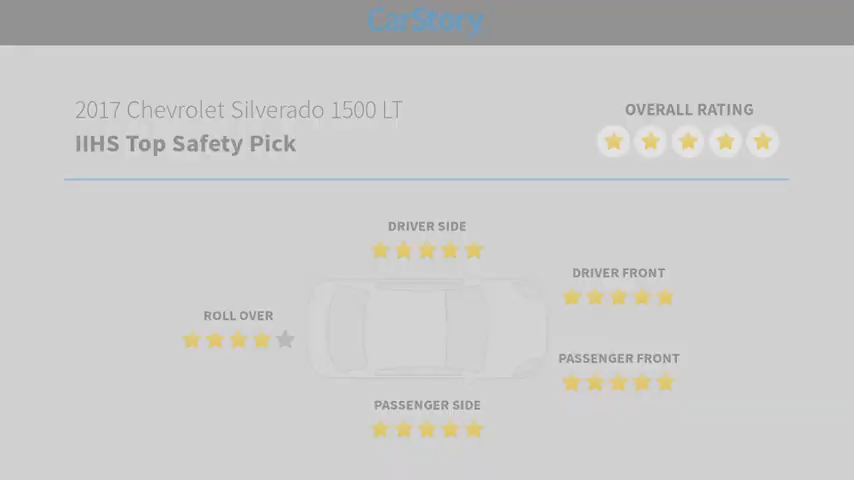 CarStory
2017 Chevrolet Silverado 1500 LT
IIHS Top Safety Pick
OVERALL RATING
DRIVER SIDE
DRIVER FRONT
ROLL OVER
PASSENGER FRONT
PASSENGER SIDE